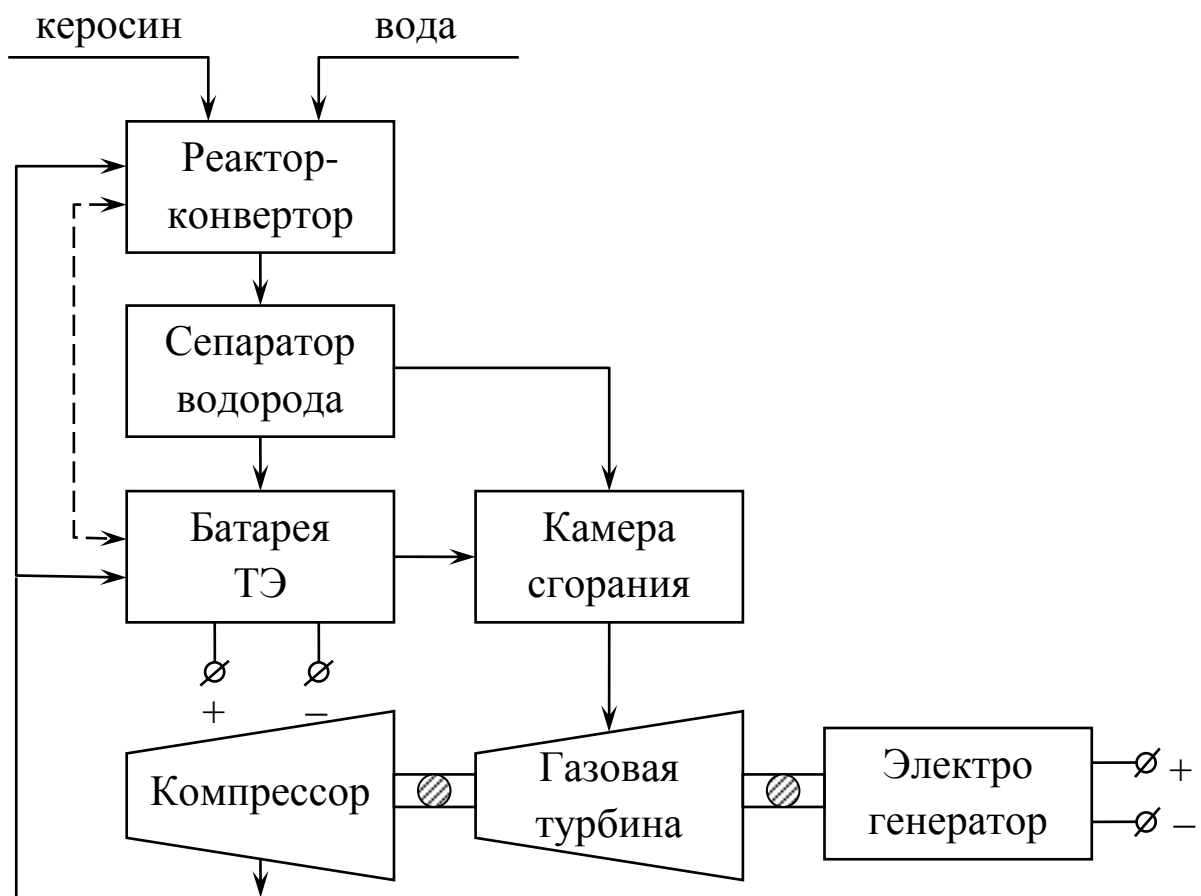 керосин
вода
Реактор-
конвертор
Сепаратор
водорода
Батарея
ТЭ
Камера
сгорания
+
–
Компрессор
Газовая
турбина
Электро
генератор
+
–